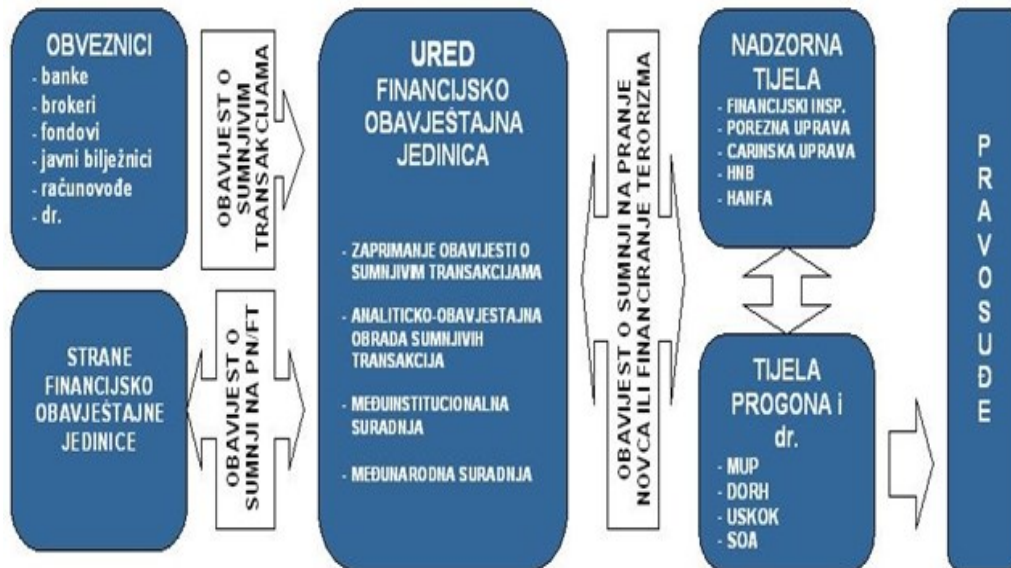 OBVEZNICI
- banke
- brokeri
- fondovi
- javni bilježnici
- računovođe
- dr.
OBAVIJEST O
SUMNJIVIM
TRANSAKCIJAMA
STRANE
FINANCIJSKO
OBAVJEŠTAJNE
JEDINICE
OBAVIJEST O
SUMNJI NA PN/FT
URED
FINANCIJSKO
OBAVJEŠTAJNA
JEDINICA
- ZAPRIMANJE OBAVIJESTI O
SUMNJIVIM TRANSAKCIJAMA
- ANALITICKO-OBAVJESTAJNA
OBRADA SUMNJIVIH
TRANSAKCIJA
- MEĐUINSTITUCIONALNA
SURADNJA
- MEĐUNARODNA SURADNJA
OBAVIJEST O SUMNJI NA PRANJE
NOVCA ILI FINANCIRANJE TERORIZMA
NADZORNA
TIJELA
- FINANCIJSKI INSP.
- POREZNA UPRAVA
- CARINSKA UPRAVA
- HNB
- HANFA
TIJELA
PROGONA i
dr.
- MUP
- DORH
- USKOK
- SOA
PRAVOSUĐE